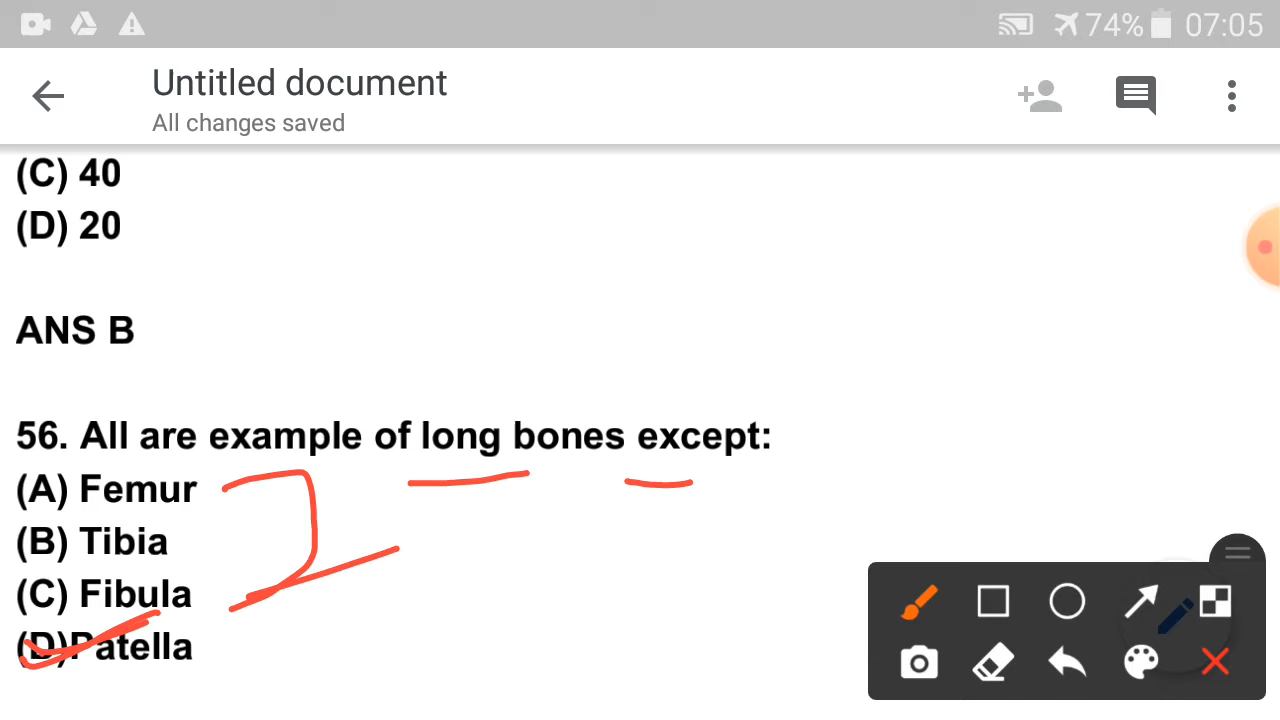 74% 07:05
Untitled document
All changes saved
(C) 40
(D) 20
ANS B
56. All are example of long bones except:
(A) Femur
(B) Tibia
(C) Fibula
(D)Patella